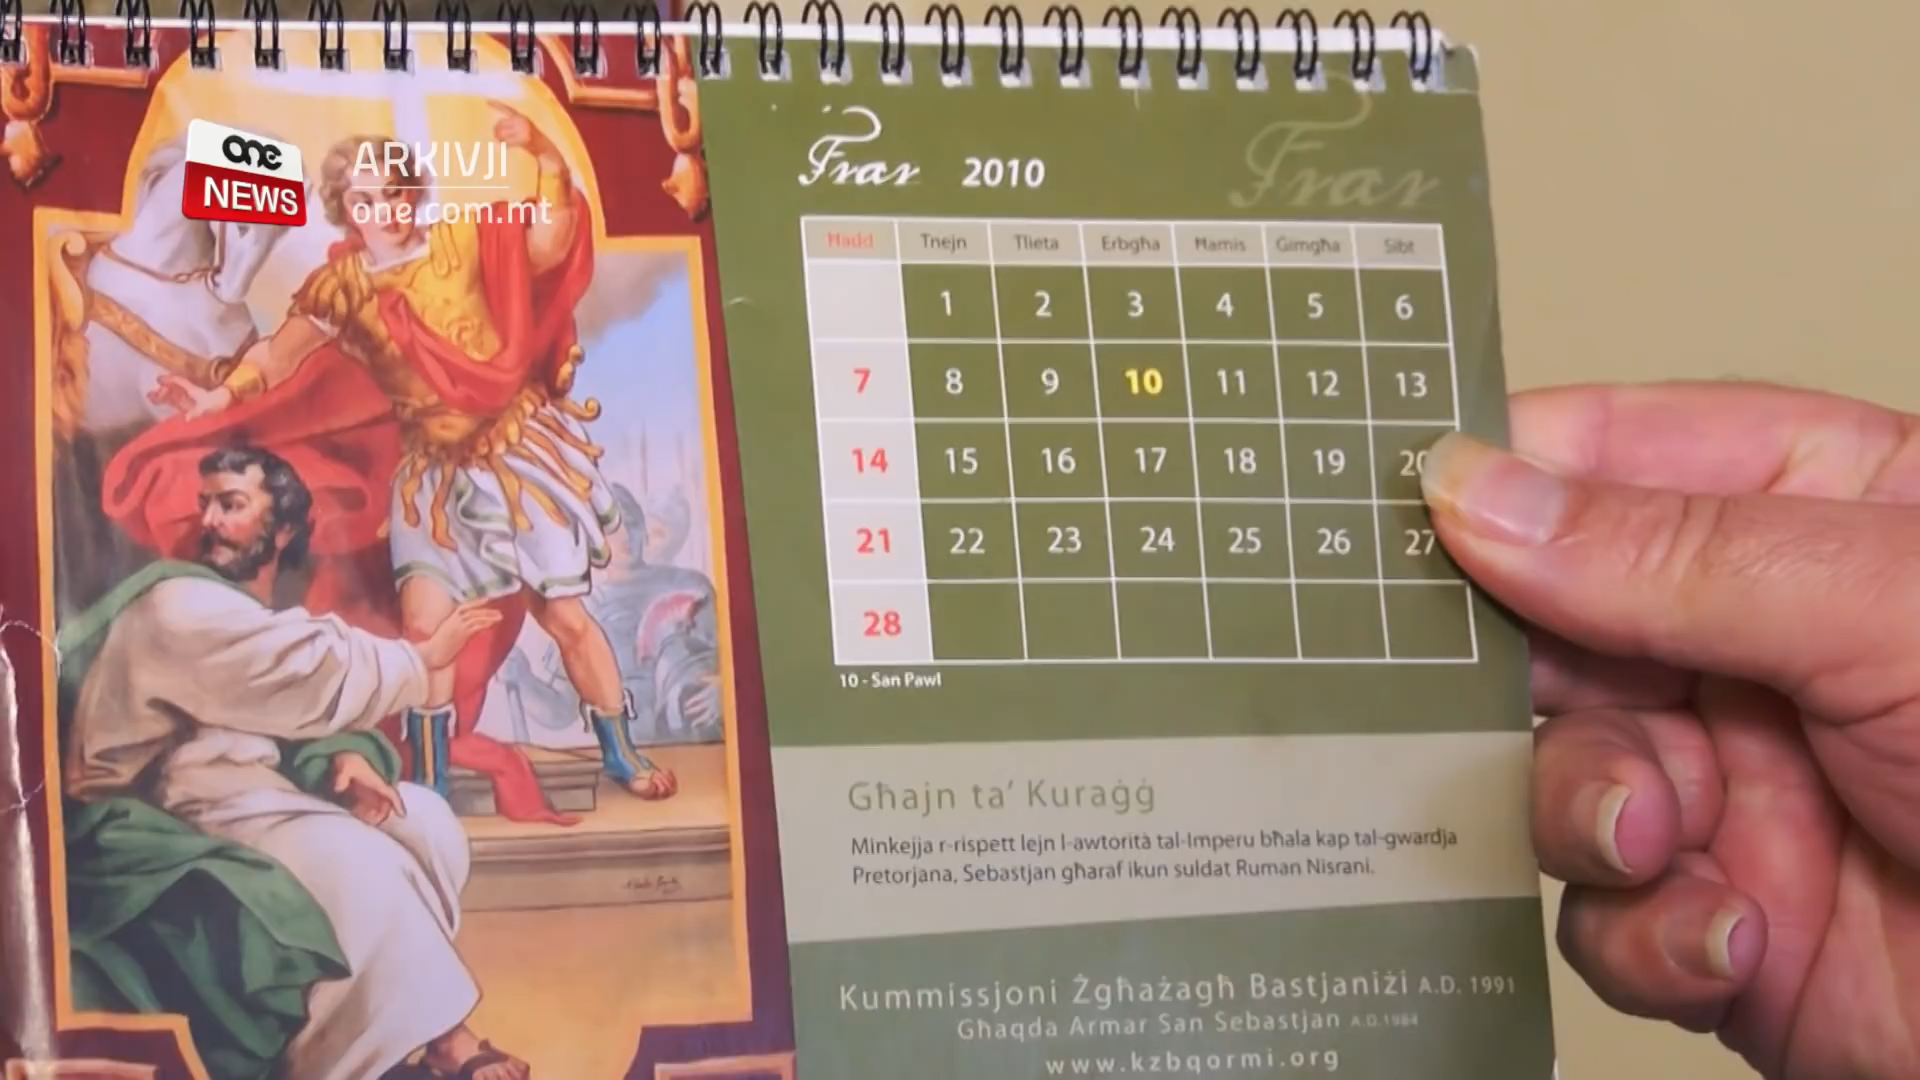 one
NEWS
ARKIVJI
one.com.mt
Frar 2010
Frar
Ħadd Tnejn Tlieta Erbgħa Ħamis Ġimgħa Sibt
1 2 3 4 5 6
7 8 9 10 11 12 13
14 15 16 17 18 19 20
21 22 23 24 25 26 27
28
10 - San Pawl
Għajn ta' Kuraġġ
Minkejja r-rispett lejn l-awtorità tal-Imperu bħala kap tal-gwardja
Pretorjana, Sebastjan għaraf ikun suldat Ruman Nisrani.
Kummissjoni Żgħażagħ Bastjaniżi A.D. 1991
Għaqda Armar San Sebastjan A.D.1984
www.kzbqormi.org